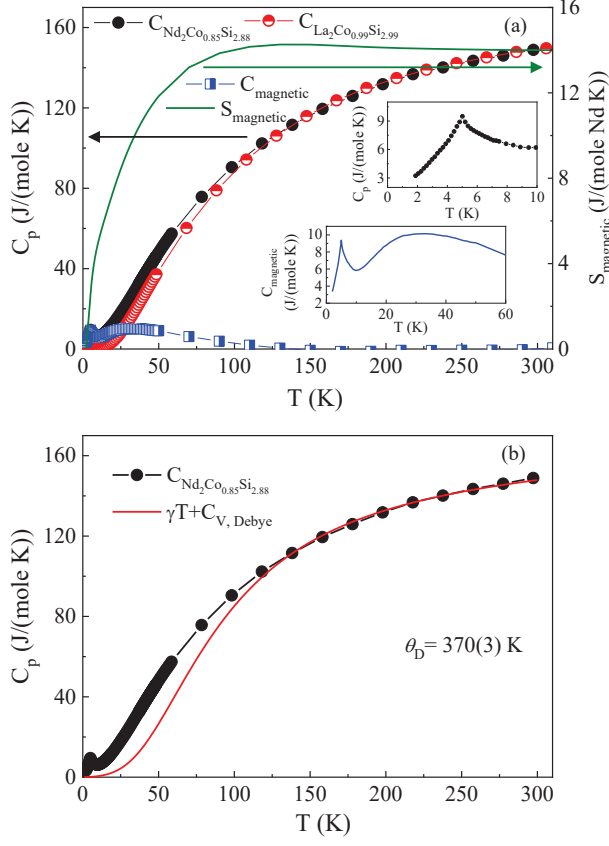 (a)
C_Nd₂Co₀.₈₅Si₂.₈₈ C_La₂Co₀.₉₉Si₂.₉₉
C_magnetic
S_magnetic
160
120
80
40
0
C_p (J/(mole K))
16
12
8
4
0
S_magnetic (J/(mole Nd K))
9
6
3
C_p (J/(mole K))
0 2 4 6 8 10
T (K)
10
8
6
4
2
C_magnetic
(J/(mole K))
0 20 40 60
T (K)
0 50 100 150 200 250 300
T (K)
(b)
C_Nd₂Co₀.₈₅Si₂.₈₈
γT+C_V, Debye
θ_D= 370(3) K
160
120
80
40
0
C_p (J/(mole K))
0 50 100 150 200 250 300
T (K)